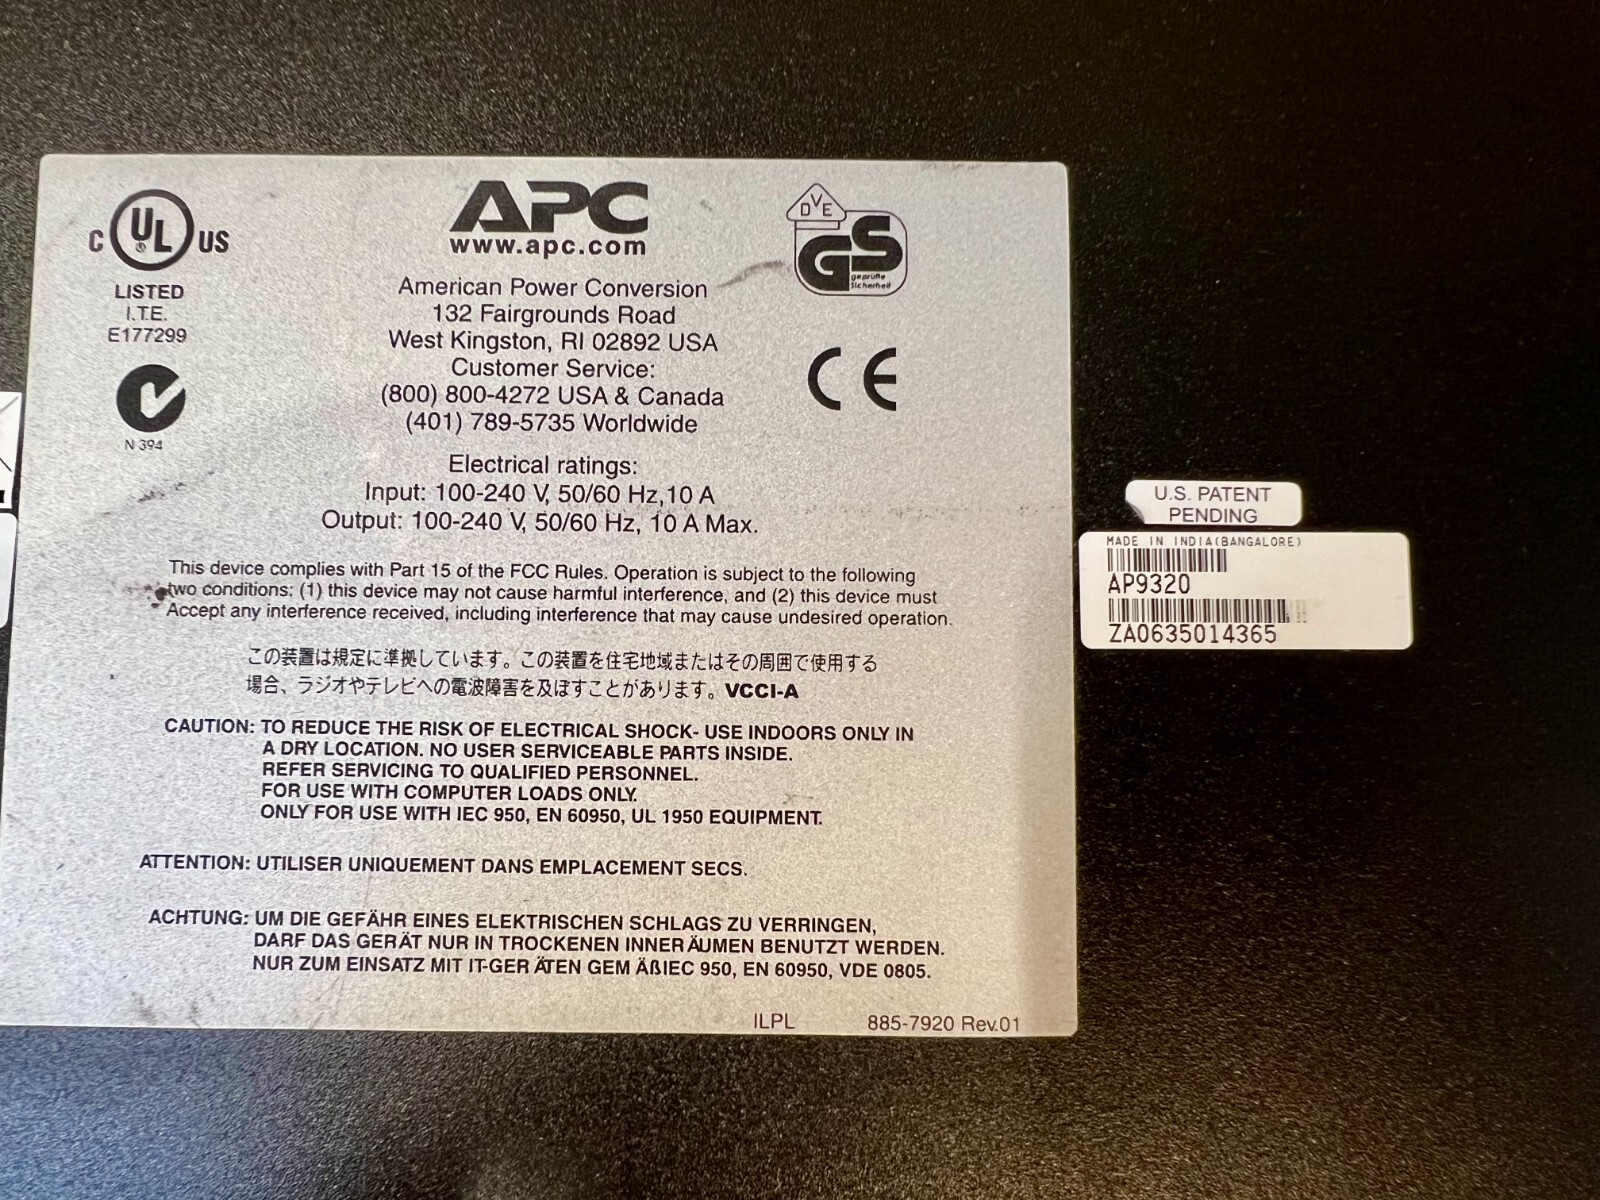 C UL US
LISTED
I.T.E.
E177299
N 394
APC
www.apc.com
American Power Conversion
132 Fairgrounds Road
West Kingston, RI 02892 USA
Customer Service:
(800) 800-4272 USA & Canada
(401) 789-5735 Worldwide
DVE
GS
geprüfte
Sicherheit
CE
Electrical ratings:
Input: 100-240 V, 50/60 Hz,10 A
Output: 100-240 V, 50/60 Hz, 10 A Max.
This device complies with Part 15 of the FCC Rules. Operation is subject to the following
two conditions: (1) this device may not cause harmful interference, and (2) this device must
Accept any interference received, including interference that may cause undesired operation.
この装置は規定に準拠しています。この装置を住宅地域またはその周囲で使用する
場合、ラジオやテレビへの電波障害を及ぼすことがあります。VCCI-A
CAUTION: TO REDUCE THE RISK OF ELECTRICAL SHOCK- USE INDOORS ONLY IN
A DRY LOCATION. NO USER SERVICEABLE PARTS INSIDE.
REFER SERVICING TO QUALIFIED PERSONNEL.
FOR USE WITH COMPUTER LOADS ONLY.
ONLY FOR USE WITH IEC 950, EN 60950, UL 1950 EQUIPMENT.
ATTENTION: UTILISER UNIQUEMENT DANS EMPLACEMENT SECS.
ACHTUNG: UM DIE GEFÄHR EINES ELEKTRISCHEN SCHLAGS ZU VERRINGEN,
DARF DAS GERÄT NUR IN TROCKENEN INNER ÄUMEN BENUTZT WERDEN.
NUR ZUM EINSATZ MIT IT-GER ÄTEN GEM ÄßIEC 950, EN 60950, VDE 0805.
ILPL 885-7920 Rev.01
U.S. PATENT
PENDING
MADE IN INDIA(BANGALORE)
AP9320
ZA0635014365